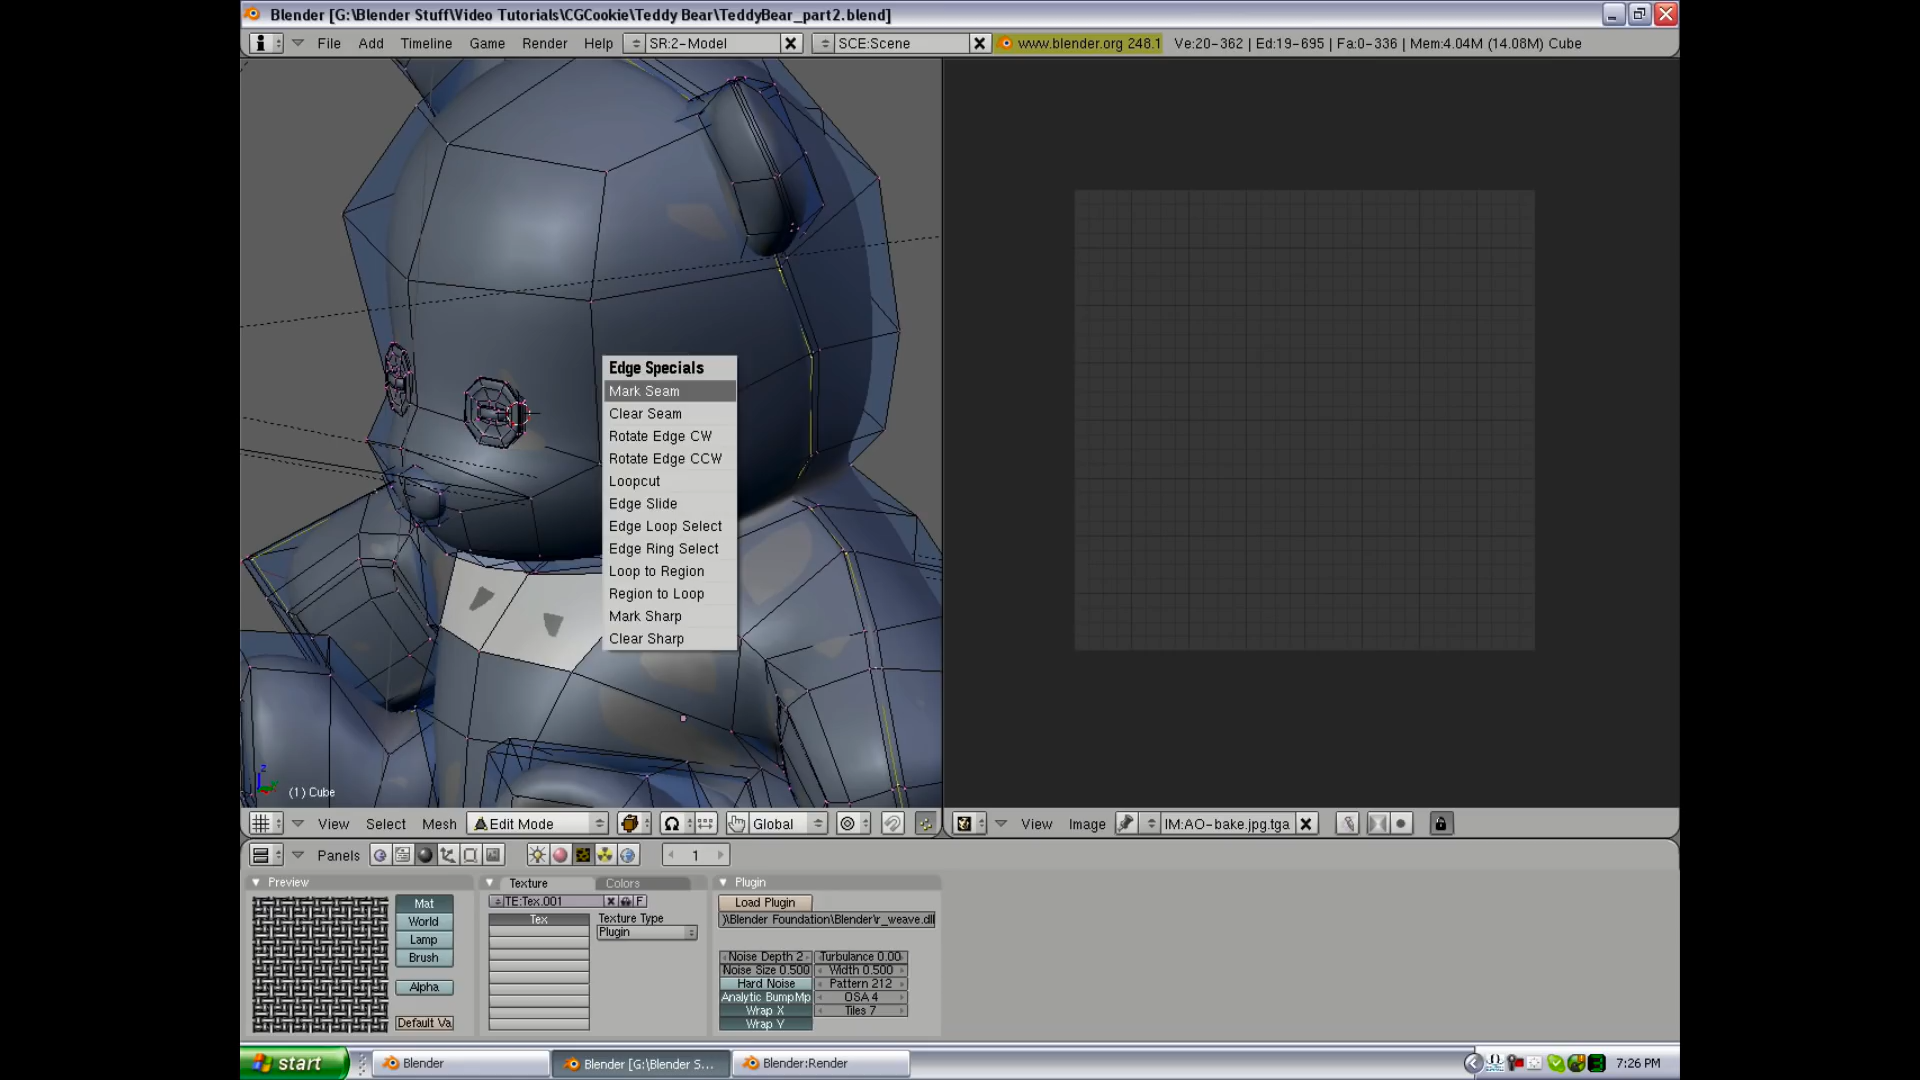 Blender [G:\Blender Stuff\Video Tutorials\CGCookie\Teddy Bear\TeddyBear_part2.blend]
File Add Timeline Game Render Help SR:2-Model SCE:Scene www.blender.org 248.1 Ve:20-362 | Ed:19-695 | Fa:0-336 | Mem:4.04M (14.08M) Cube
Edge Specials
Mark Seam
Clear Seam
Rotate Edge CW
Rotate Edge CCW
Loopcut
Edge Slide
Edge Loop Select
Edge Ring Select
Loop to Region
Region to Loop
Mark Sharp
Clear Sharp
Z
(1) Cube
View Select Mesh Edit Mode Global
View Image IM:AO-bake.jpg.tga
Panels 1
Preview
Mat
World
Lamp
Brush
Alpha
Default Va
Texture Colors
TE:Tex.001 F
Tex
Texture Type
Plugin
Plugin
Load Plugin
)\Blender Foundation\Blender\r_weave.dll
Noise Depth 2 Turbulance 0.00
Noise Size 0.500 Width 0.500
Hard Noise Pattern 212
Analytic BumpMp OSA 4
Wrap X Tiles 7
Wrap Y
start Blender Blender [G:\Blender S... Blender:Render 7:26 PM